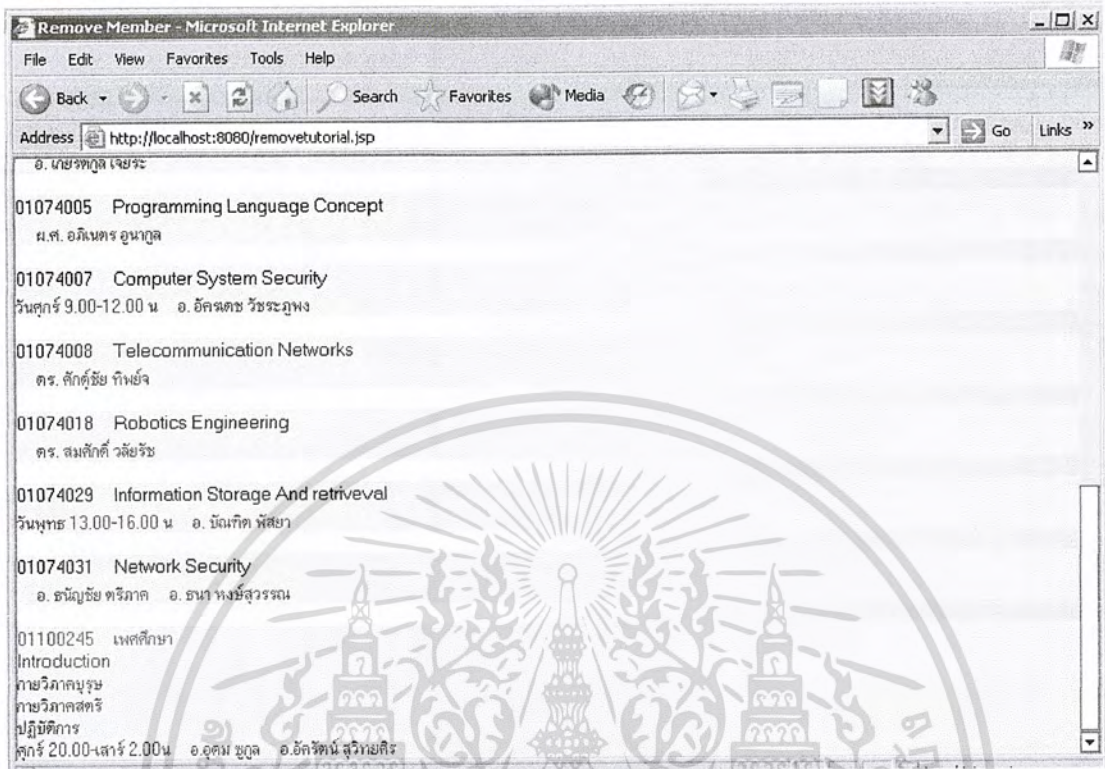 Remove Member - Microsoft Internet Explorer
File Edit View Favorites Tools Help
Back Search Favorites Media
Address http://localhost:8080/removetutorial.jsp Go Links »
อ.
01074005 Programming Language Concept
ผ.ศ. อภิเนตร อูนากูล
01074007 Computer System Security
วันศุกร์ 9.00-12.00 น อ. อัครเดช วัชระภูพงษ์
01074008 Telecommunication Networks
ดร. ศักดิ์ชัย ทิพย์จ
01074018 Robotics Engineering
ดร. สมศักดิ์ วลัยรัช
01074029 Information Storage And retriveval
วันพุทธ 13.00-16.00 น อ. บัณฑิต พัสยา
01074031 Network Security
อ. ธนัญชัย ตรีภาค อ. ธนา หงษ์สุวรรณ
01100245 เพศศึกษา
Introduction
กายวิภาคบุรุษ
กายวิภาคสตรี
ปฏิบัติการ
ศุกร์ 20.00-เสาร์ 2.00น อ.อุดม ชูกูล อ.อัครัตน์ สุวิทยศิร